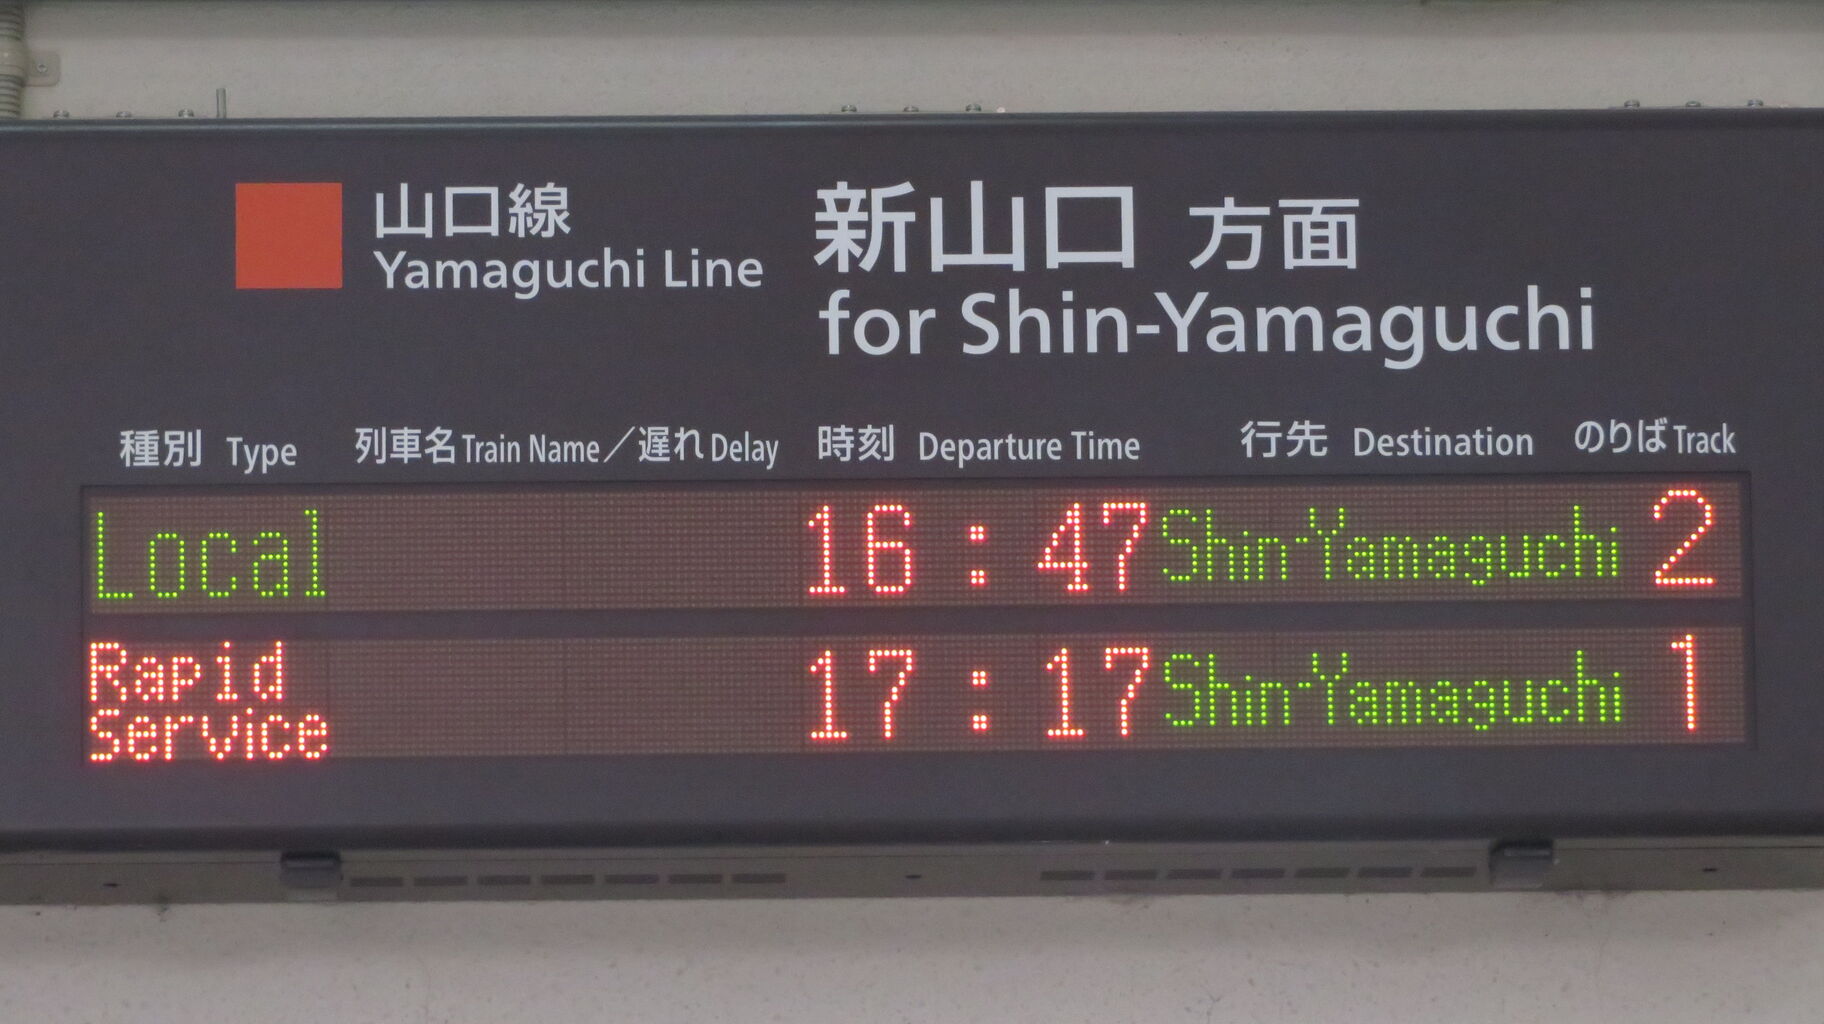 山口線
Yamaguchi Line
新山口 方面
for Shin-Yamaguchi
種別 Type 列車名 Train Name／遅れ Delay 時刻 Departure Time 行先 Destination のりば Track
Local 16:47 Shin-Yamaguchi 2
Rapid Service 17:17 Shin-Yamaguchi 1